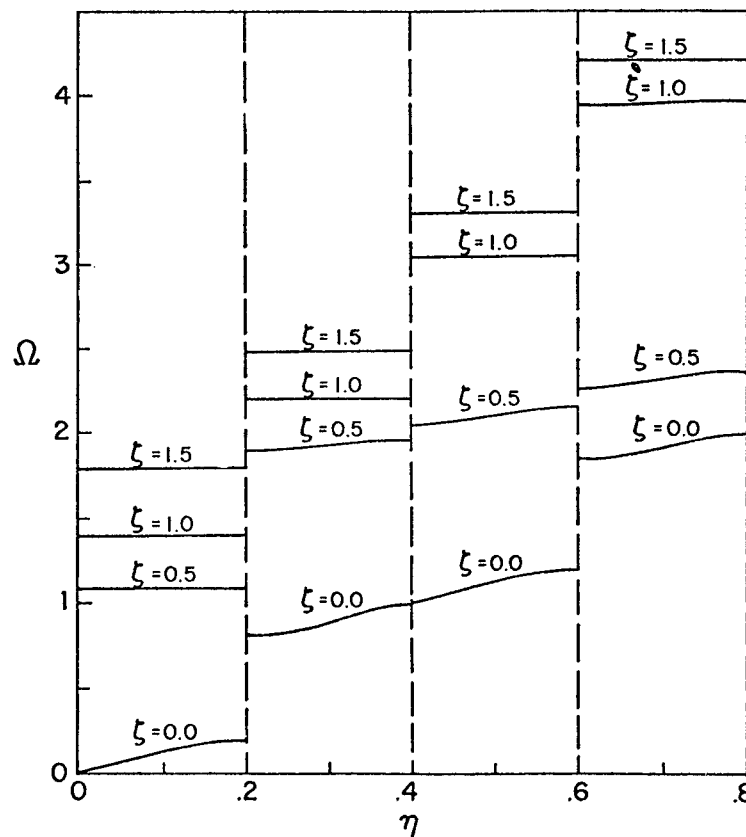 ζ = 1.5
4
ζ = 1.0
ζ = 1.5
3
ζ = 1.0
ζ = 1.5
Ω
ζ = 0.5
ζ = 1.0
ζ = 0.5
2
ζ = 0.5
ζ = 0.0
ζ = 1.5
ζ = 1.0
ζ = 0.5
1
ζ = 0.0
ζ = 0.0
ζ = 0.0
0
0 .2 .4 .6 .8
η